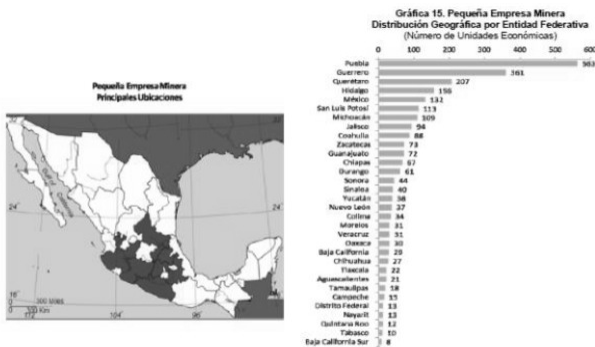 Pequeña Empresa Minera
Principales Ubicaciones
24
24
16
300 Miles
300 Km
112
104
96
Gráfica 15. Pequeña Empresa Minera
Distribución Geográfica por Entidad Federativa
(Número de Unidades Económicas)
0 100 200 300 400 500 600
Puebla 563
Guerrero 361
Querétaro 207
Hidalgo 156
México 132
San Luis Potosí 113
Michoacán 109
Jalisco 94
Coahuila 88
Zacatecas 73
Guanajuato 72
Chiapas 67
Durango 61
Sonora 44
Sinaloa 40
Yucatán 38
Nuevo León 37
Colima 34
Morelos 31
Veracruz 31
Oaxaca 30
Baja California 29
Chihuahua 27
Tlaxcala 22
Aguascalientes 21
Tamaulipas 18
Campeche 15
Distrito Federal 13
Nayarit 13
Quintana Roo 12
Tabasco 10
Baja California Sur 8